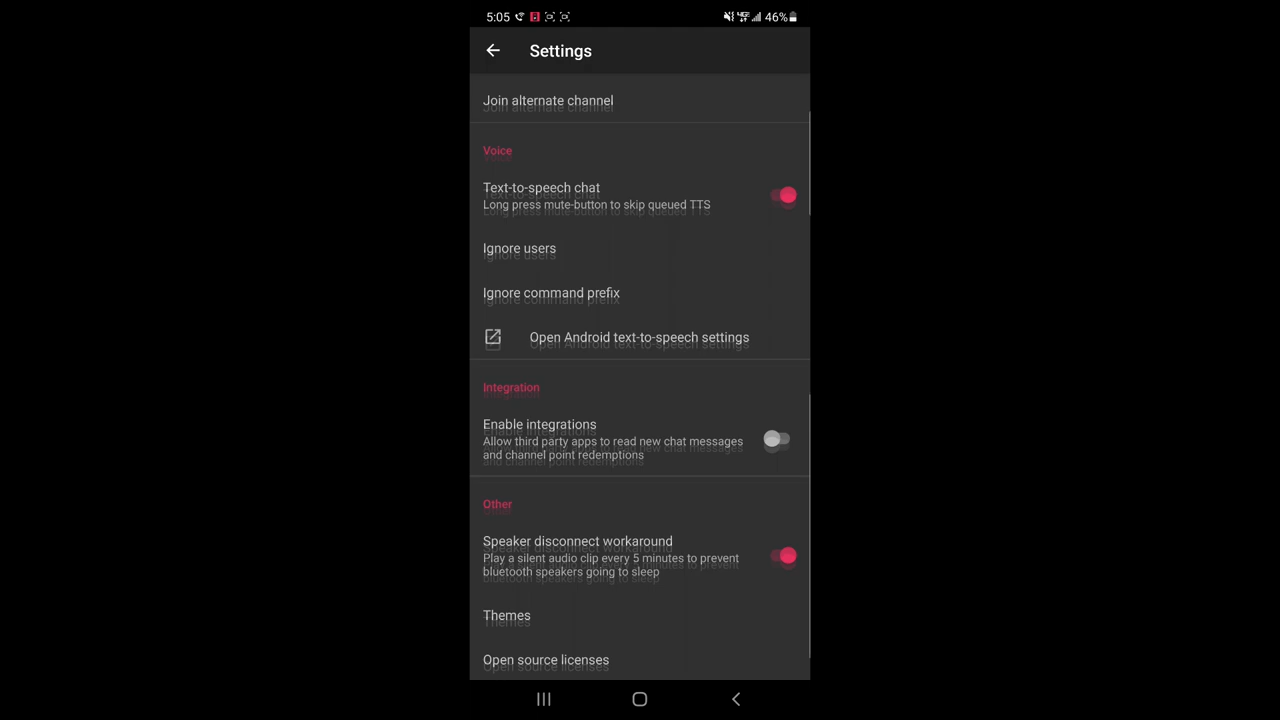 5:05
46%
Settings
Join alternate channel
Voice
Text-to-speech chat
Long press mute-button to skip queued TTS
Ignore users
Ignore command prefix
Open Android text-to-speech settings
Integration
Enable integrations
Allow third party apps to read new chat messages
and channel point redemptions
Other
Speaker disconnect workaround
Play a silent audio clip every 5 minutes to prevent
bluetooth speakers going to sleep
Themes
Open source licenses